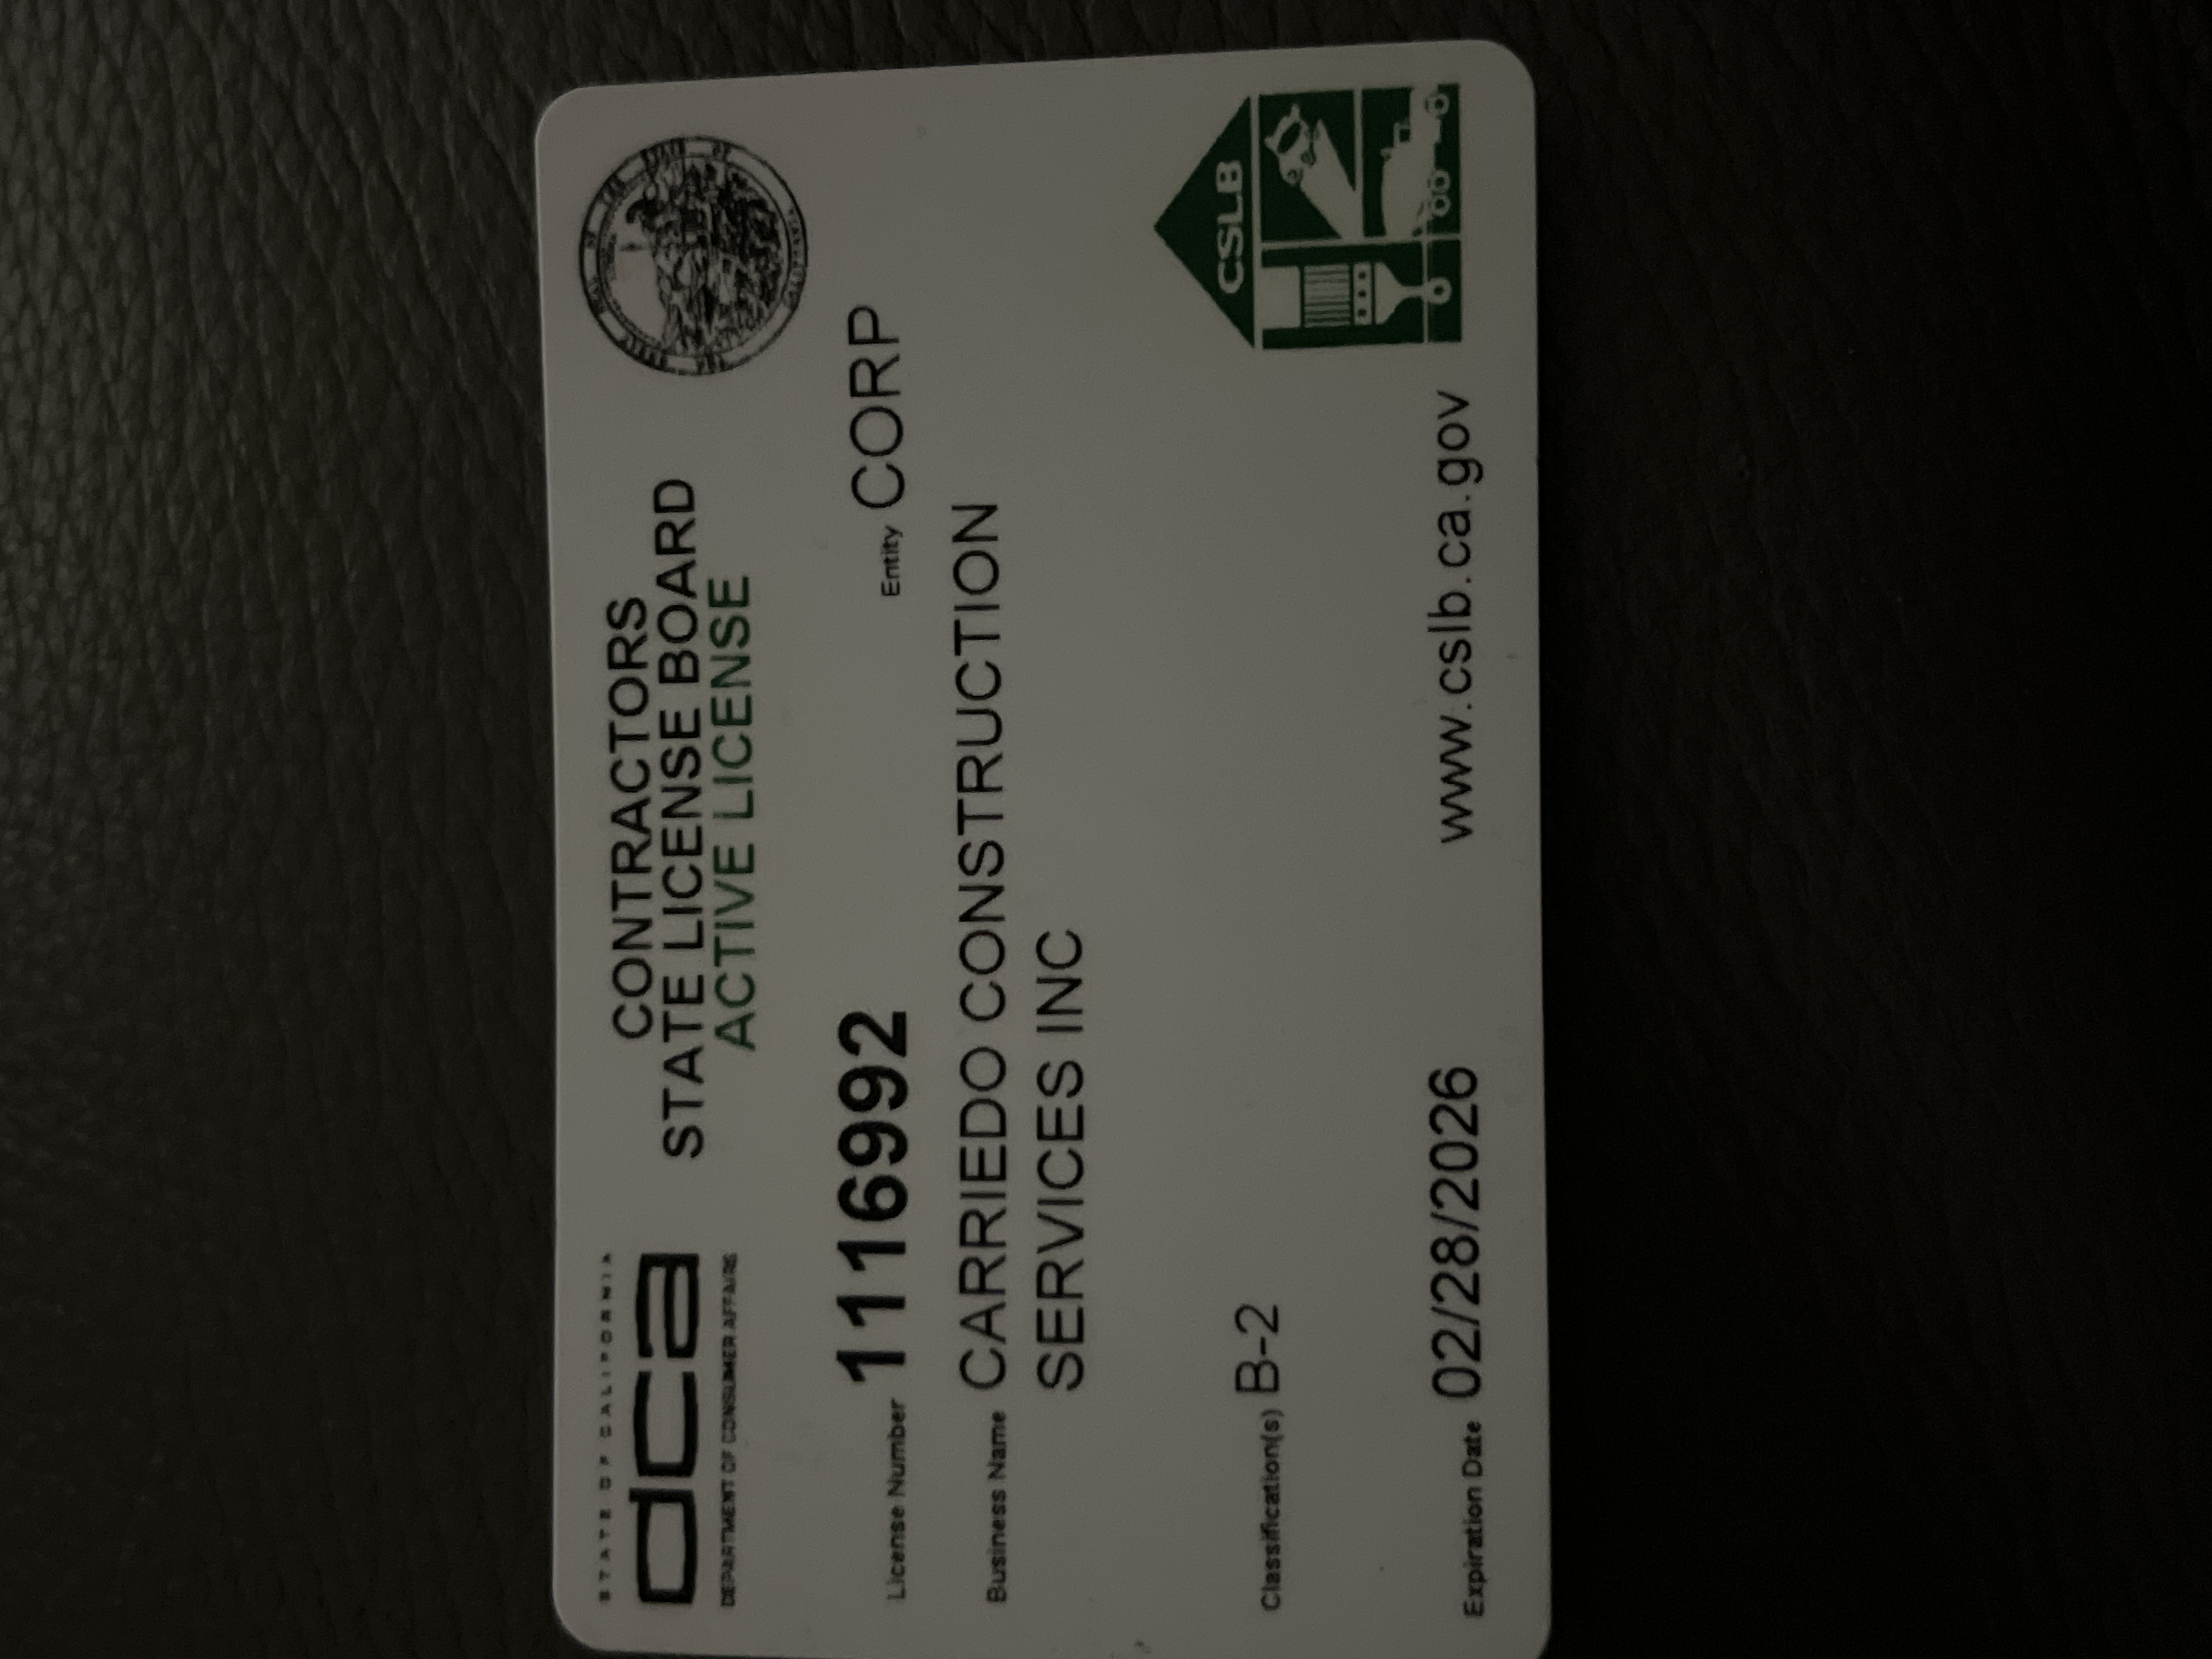 STATE OF CALIFORNIA
dca
DEPARTMENT OF CONSUMER AFFAIRS
CONTRACTORS
STATE LICENSE BOARD
ACTIVE LICENSE
License Number 1116992 Entity CORP
Business Name CARRIEDO CONSTRUCTION
SERVICES INC
Classification(s) B-2
Expiration Date 02/28/2026 www.cslb.ca.gov
CSLB